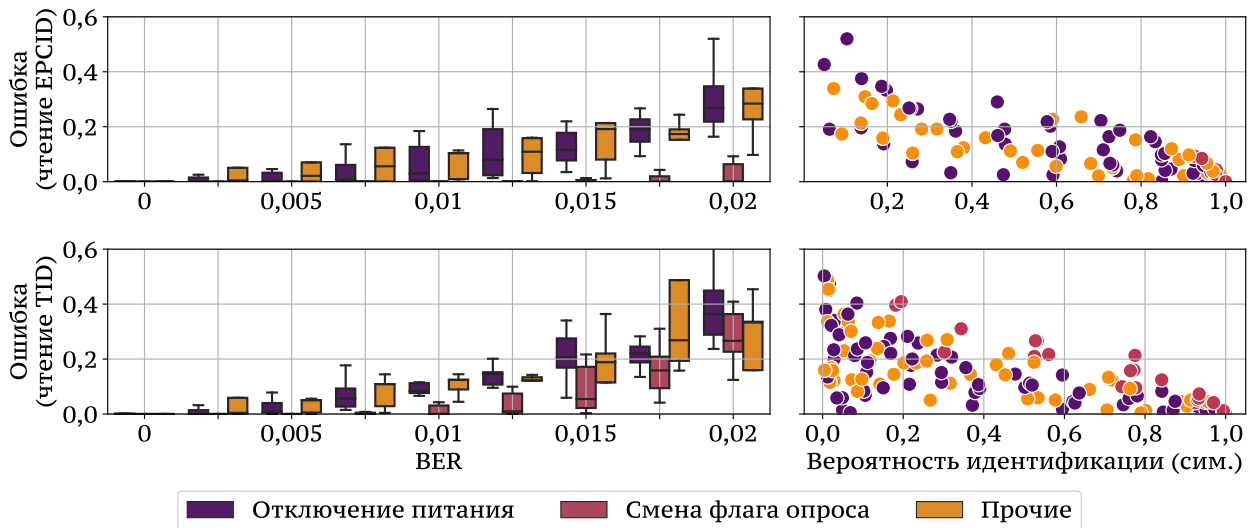 Ошибка
(чтение EPCID)
0,6
0,4
0,2
0,0
0 0,005 0,01 0,015 0,02
0,2 0,4 0,6 0,8 1,0
Ошибка
(чтение TID)
0,6
0,4
0,2
0,0
0 0,005 0,01 0,015 0,02
BER
0,0 0,2 0,4 0,6 0,8 1,0
Вероятность идентификации (сим.)
Отключение питания Смена флага опроса Прочие